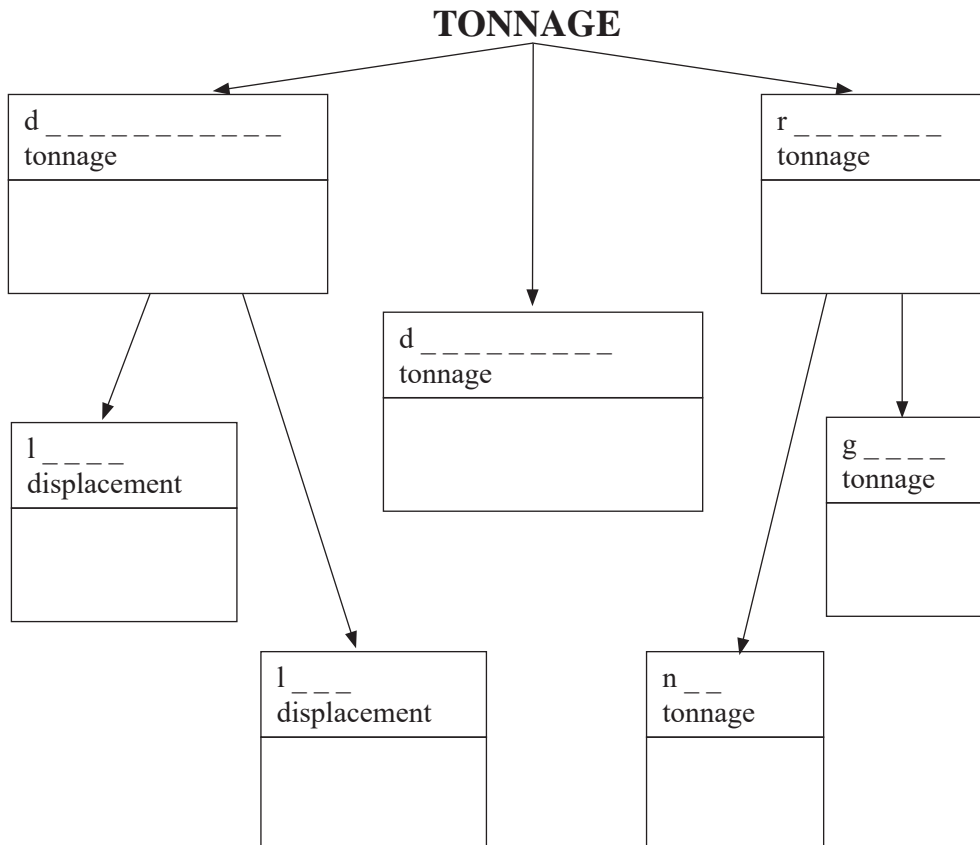 TONNAGE
d _ _ _ _ _ _ _ _ _ _ _
tonnage
r _ _ _ _ _ _ _
tonnage
d _ _ _ _ _ _ _ _ _
tonnage
l _ _ _ _
displacement
g _ _ _ _
tonnage
l _ _ _
displacement
n _ _
tonnage